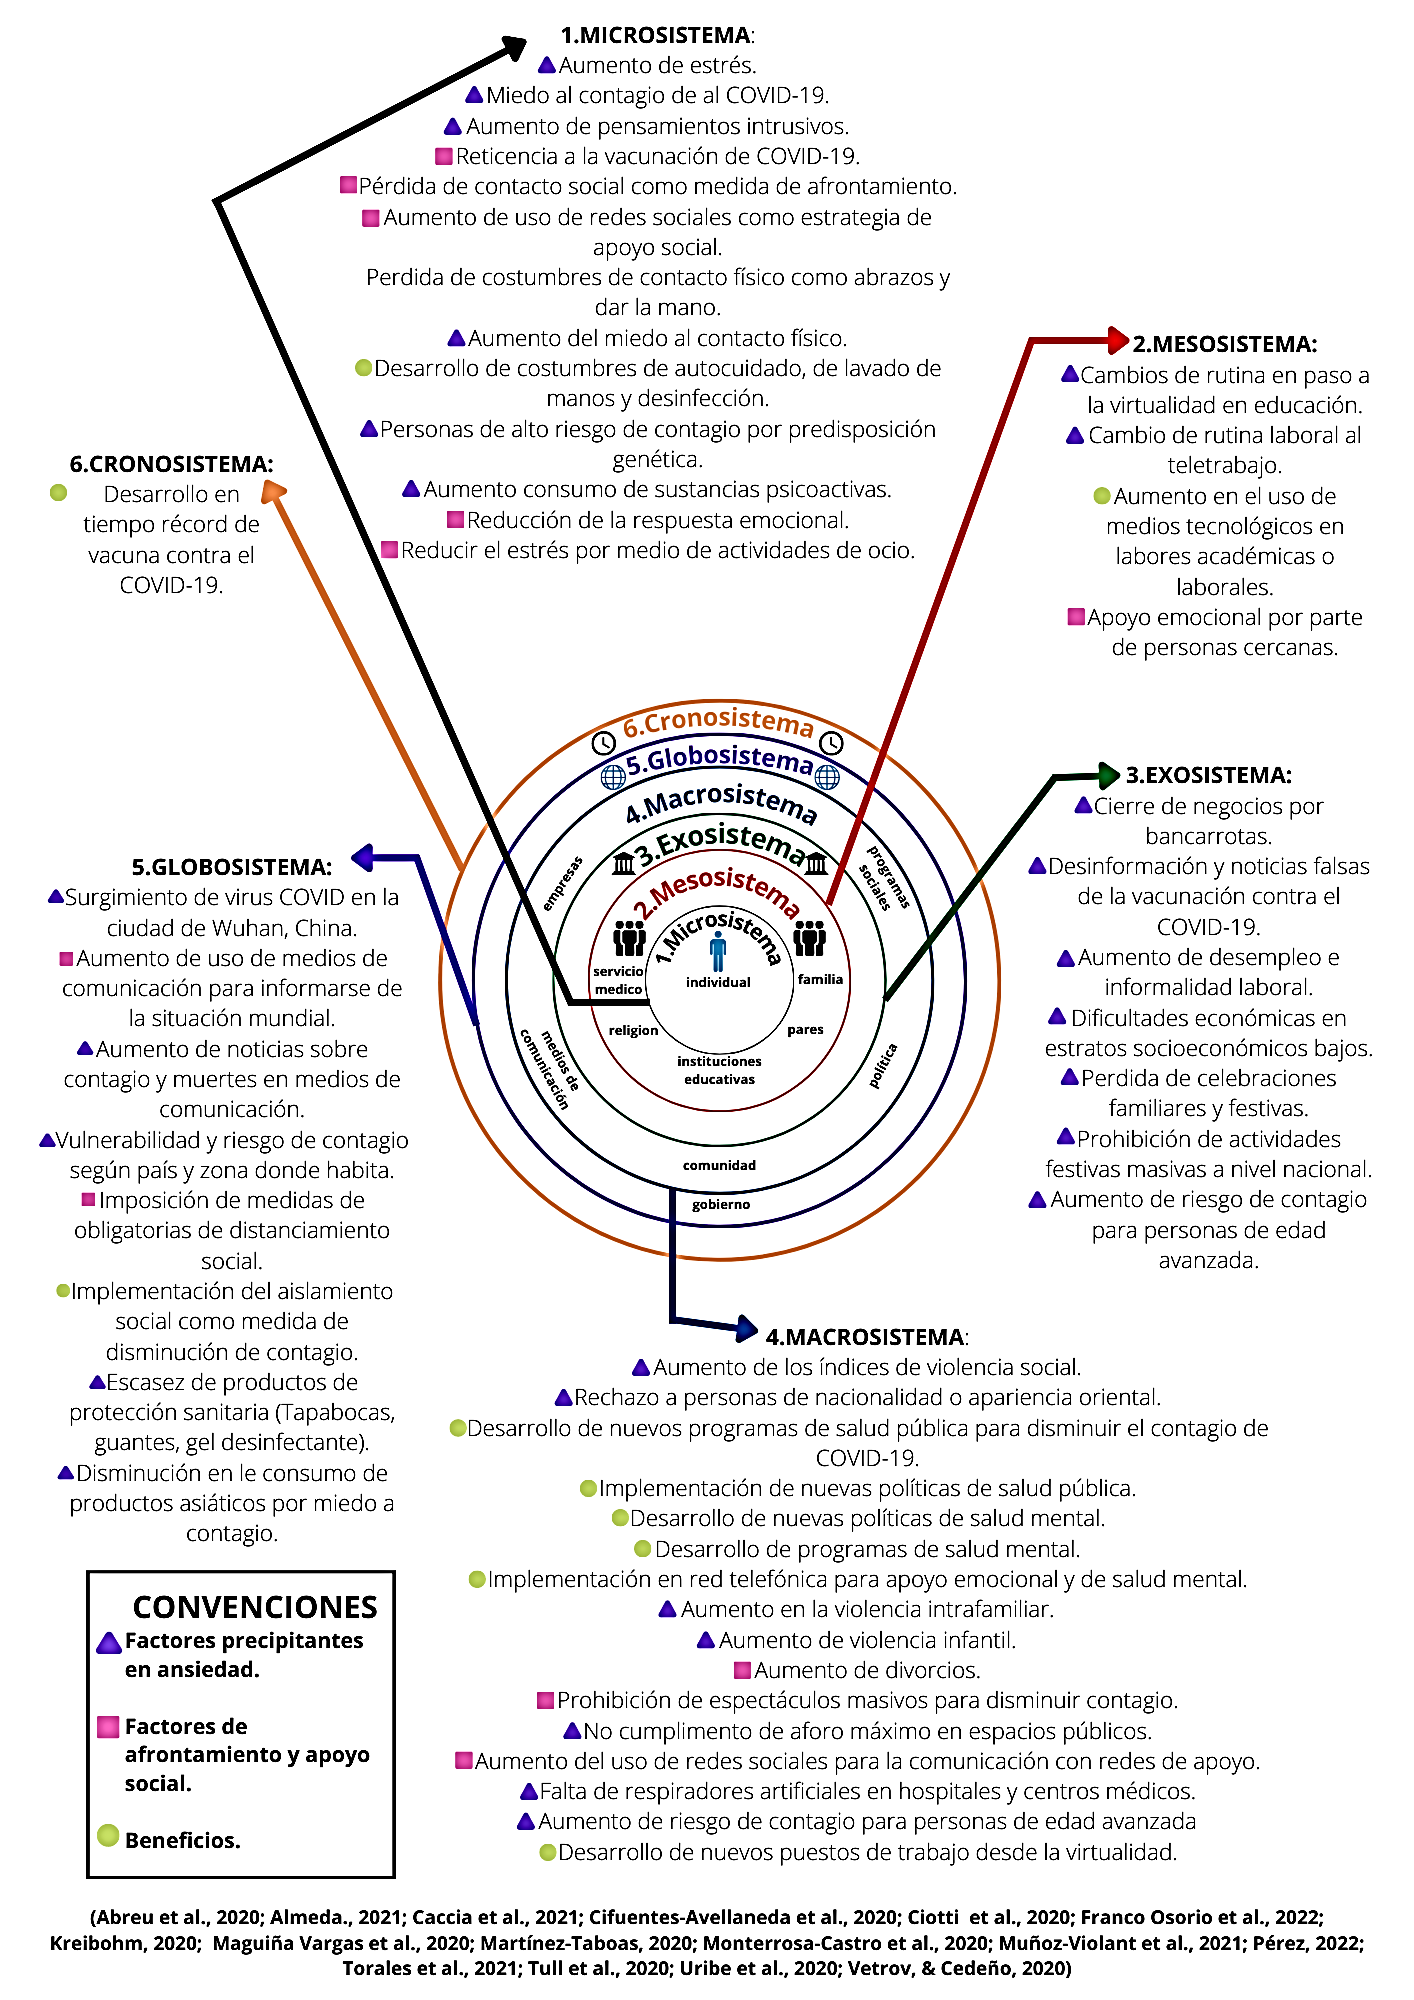 1.MICROSISTEMA:
Aumento de estrés.
Miedo al contagio de al COVID-19.
Aumento de pensamientos intrusivos.
Reticencia a la vacunación de COVID-19.
Pérdida de contacto social como medida de afrontamiento.
Aumento de uso de redes sociales como estrategia de
apoyo social.
Perdida de costumbres de contacto físico como abrazos y
dar la mano.
Aumento del miedo al contacto físico.
Desarrollo de costumbres de autocuidado, de lavado de
manos y desinfección.
Personas de alto riesgo de contagio por predisposición
genética.
Aumento consumo de sustancias psicoactivas.
Reducción de la respuesta emocional.
Reducir el estrés por medio de actividades de ocio.
2.MESOSISTEMA:
Cambios de rutina en paso a
la virtualidad en educación.
Cambio de rutina laboral al
teletrabajo.
Aumento en el uso de
medios tecnológicos en
labores académicas o
laborales.
Apoyo emocional por parte
de personas cercanas.
6.CRONOSISTEMA:
Desarrollo en
tiempo récord de
vacuna contra el
COVID-19.
6.Cronosistema
5.Globosistema
4.Macrosistema
3.Exosistema
2.Mesosistema
1.Microsistema
empresas
programas
sociales
servicio
medico
individual
familia
religion
pares
instituciones
educativas
medios de
comunicación
política
comunidad
gobierno
3.EXOSISTEMA:
Cierre de negocios por
bancarrotas.
Desinformación y noticias falsas
de la vacunación contra el
COVID-19.
Aumento de desempleo e
informalidad laboral.
Dificultades económicas en
estratos socioeconómicos bajos.
Perdida de celebraciones
familiares y festivas.
Prohibición de actividades
festivas masivas a nivel nacional.
Aumento de riesgo de contagio
para personas de edad
avanzada.
5.GLOBOSISTEMA:
Surgimiento de virus COVID en la
ciudad de Wuhan, China.
Aumento de uso de medios de
comunicación para informarse de
la situación mundial.
Aumento de noticias sobre
contagio y muertes en medios de
comunicación.
Vulnerabilidad y riesgo de contagio
según país y zona donde habita.
Imposición de medidas de
obligatorias de distanciamiento
social.
Implementación del aislamiento
social como medida de
disminución de contagio.
Escasez de productos de
protección sanitaria (Tapabocas,
guantes, gel desinfectante).
Disminución en le consumo de
productos asiáticos por miedo a
contagio.
4.MACROSISTEMA:
Aumento de los índices de violencia social.
Rechazo a personas de nacionalidad o apariencia oriental.
Desarrollo de nuevos programas de salud pública para disminuir el contagio de
COVID-19.
Implementación de nuevas políticas de salud pública.
Desarrollo de nuevas políticas de salud mental.
Desarrollo de programas de salud mental.
Implementación en red telefónica para apoyo emocional y de salud mental.
Aumento en la violencia intrafamiliar.
Aumento de violencia infantil.
Aumento de divorcios.
Prohibición de espectáculos masivos para disminuir contagio.
No cumplimento de aforo máximo en espacios públicos.
Aumento del uso de redes sociales para la comunicación con redes de apoyo.
Falta de respiradores artificiales en hospitales y centros médicos.
Aumento de riesgo de contagio para personas de edad avanzada
Desarrollo de nuevos puestos de trabajo desde la virtualidad.
CONVENCIONES
Factores precipitantes
en ansiedad.
Factores de
afrontamiento y apoyo
social.
Beneficios.
(Abreu et al., 2020; Almeda., 2021; Caccia et al., 2021; Cifuentes-Avellaneda et al., 2020; Ciotti et al., 2020; Franco Osorio et al., 2022;
Kreibohm, 2020; Maguiña Vargas et al., 2020; Martínez-Taboas, 2020; Monterrosa-Castro et al., 2020; Muñoz-Violant et al., 2021; Pérez, 2022;
Torales et al., 2021; Tull et al., 2020; Uribe et al., 2020; Vetrov, & Cedeño, 2020)